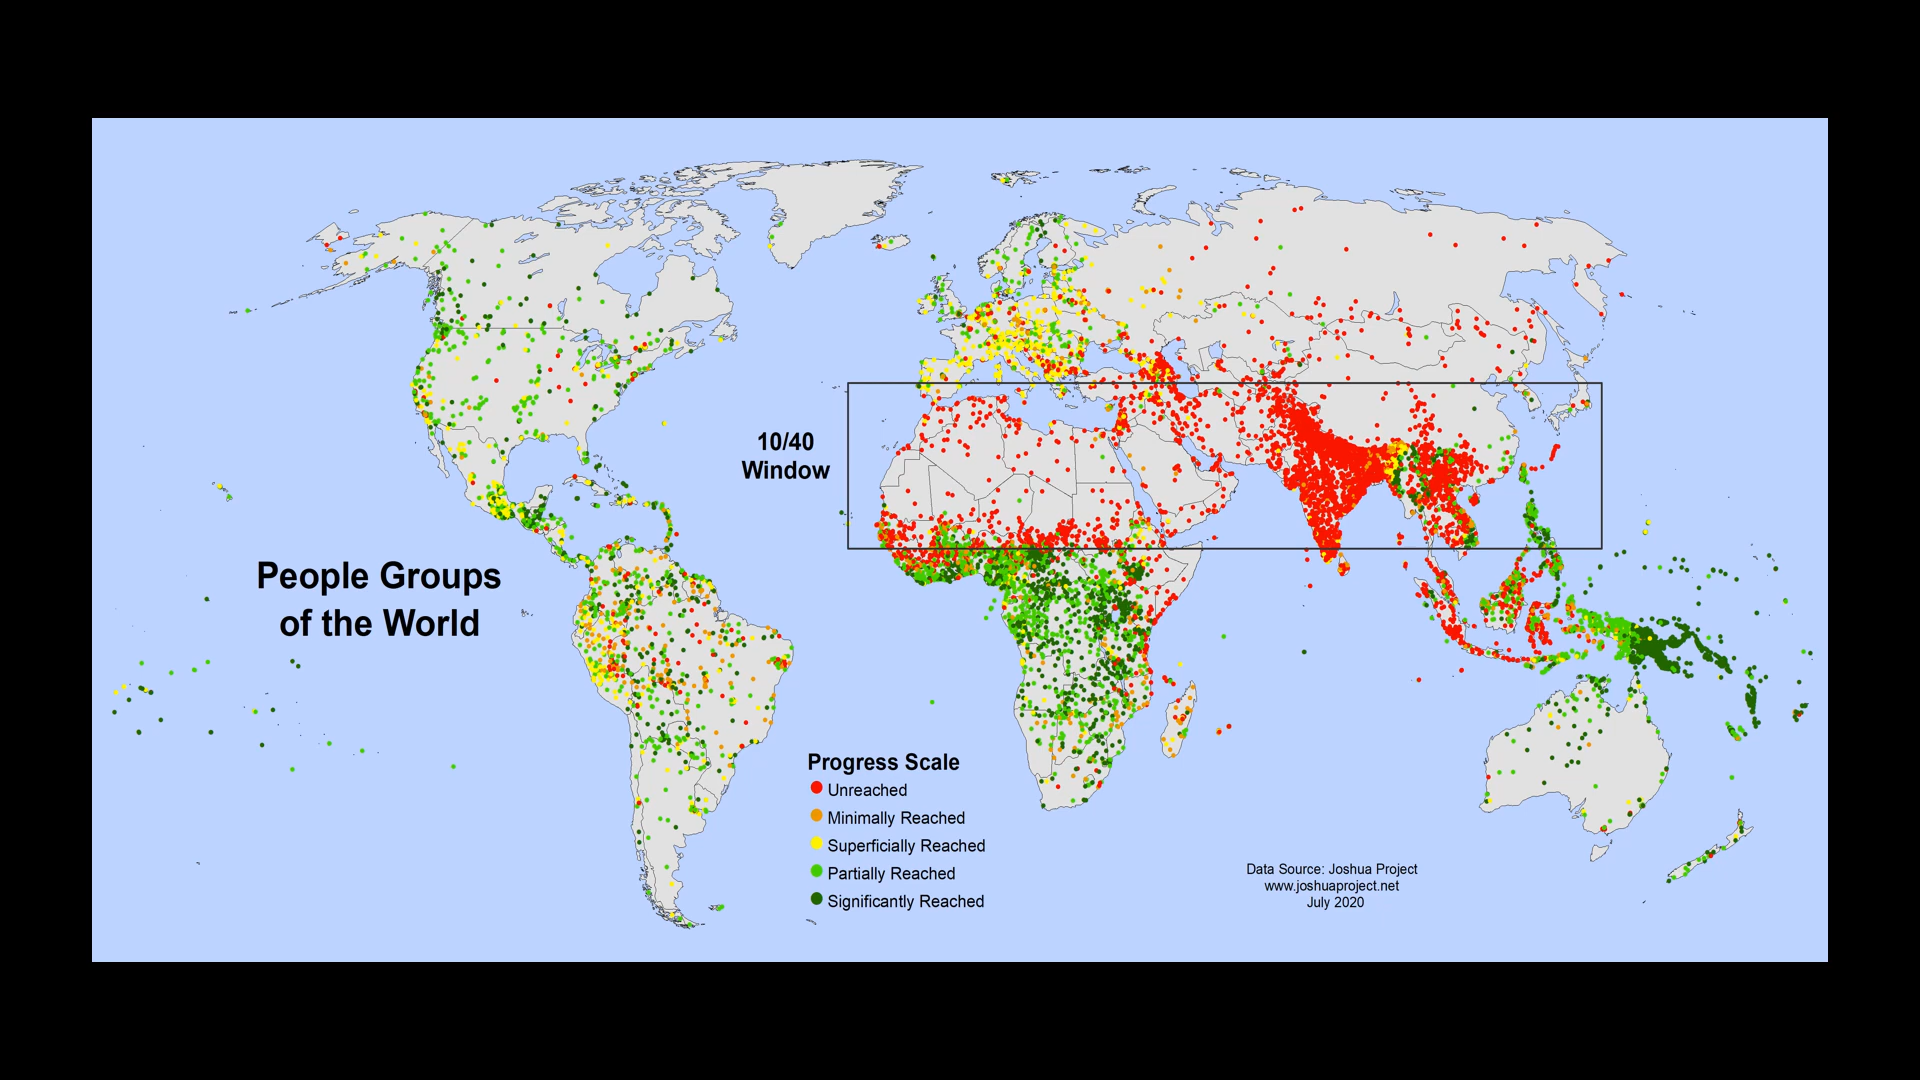 10/40
Window
People Groups
of the World
Progress Scale
Unreached
Minimally Reached
Superficially Reached
Partially Reached
Significantly Reached
Data Source: Joshua Project
www.joshuaproject.net
July 2020